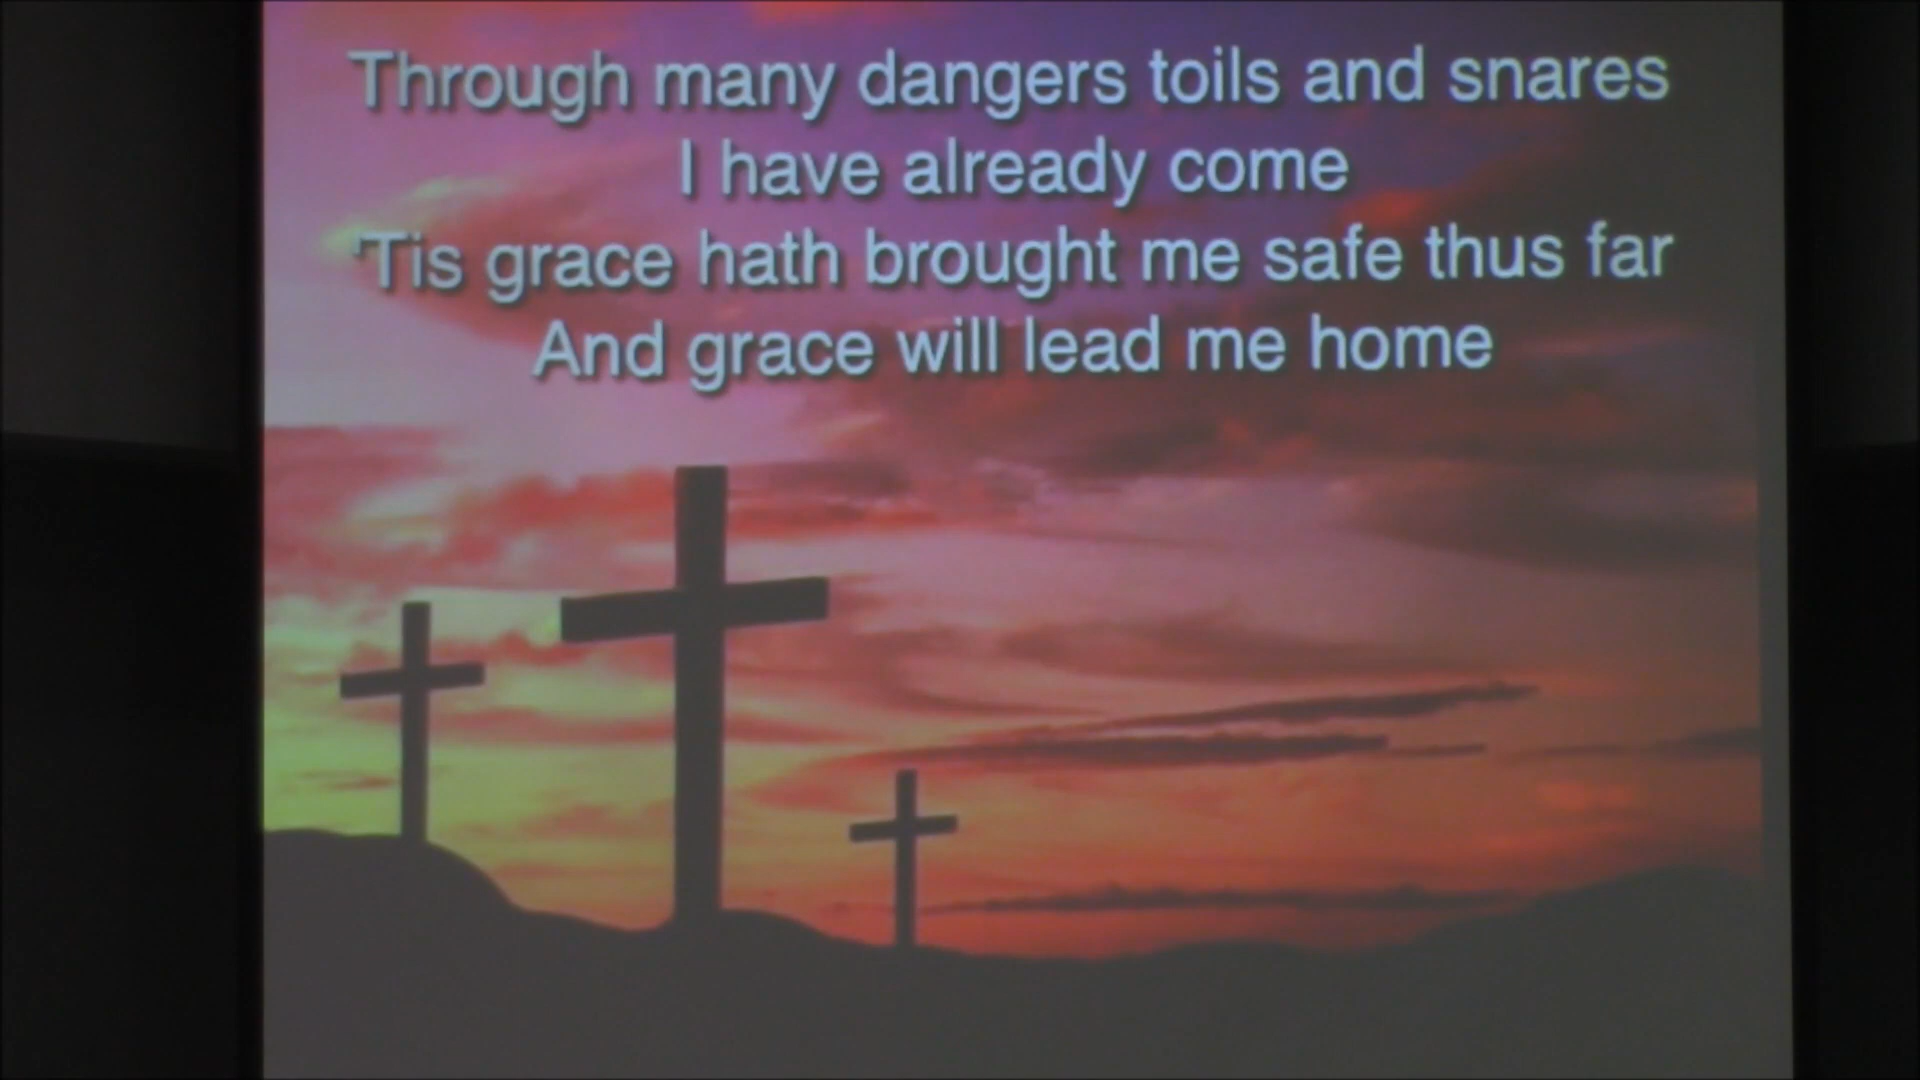 Through many dangers toils and snares
I have already come
'Tis grace hath brought me safe thus far
And grace will lead me home